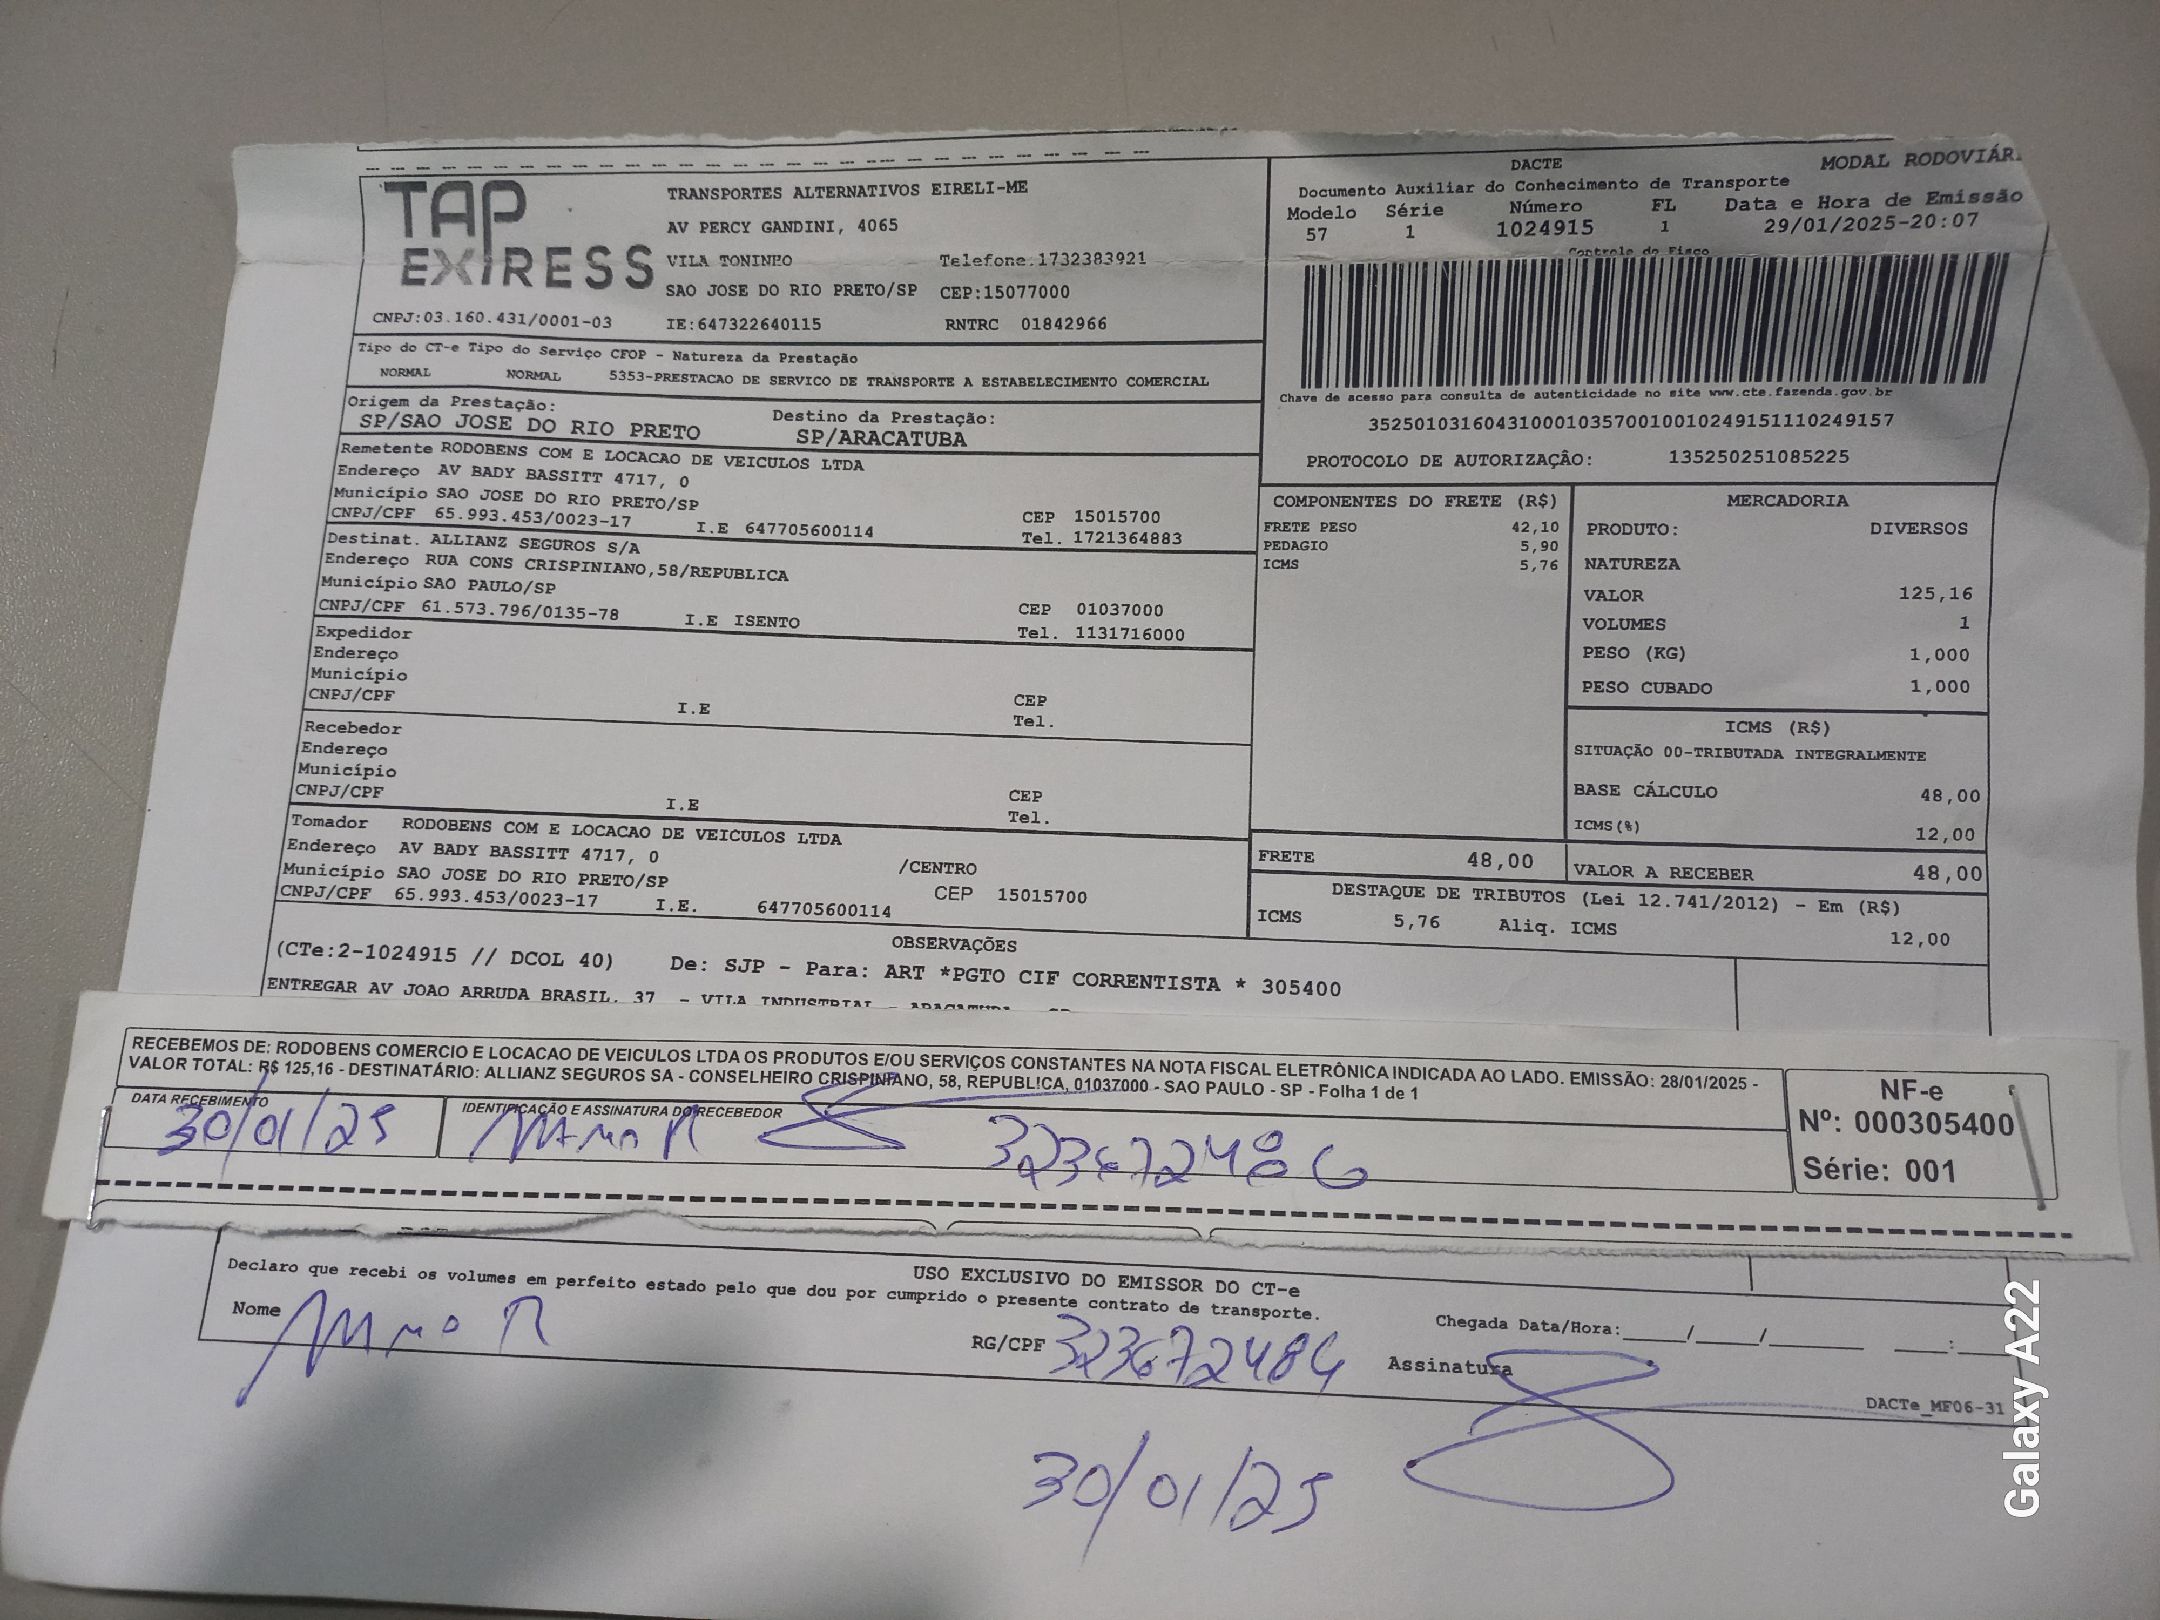 TAP
EXPRESS
TRANSPORTES ALTERNATIVOS EIRELI-ME
AV PERCY GANDINI, 4065
VILA TONINHO Telefone.1732383921
SAO JOSE DO RIO PRETO/SP CEP:15077000
CNPJ:03.160.431/0001-03 IE:647322640115 RNTRC 01842966
DACTE MODAL RODOVIÁR
Documento Auxiliar do Conhecimento de Transporte
Modelo Série Número FL Data e Hora de Emissão
57 1 1024915 1 29/01/2025-20:07
Controle do Fisco
Chave de acesso para consulta de autenticidade no site www.cte.fazenda.gov.br
35250103160431000103570010010249151110249157
PROTOCOLO DE AUTORIZAÇÃO: 135250251085225
Tipo do CT-e Tipo do Serviço CFOP - Natureza da Prestação
NORMAL NORMAL 5353-PRESTACAO DE SERVICO DE TRANSPORTE A ESTABELECIMENTO COMERCIAL
Origem da Prestação: Destino da Prestação:
SP/SAO JOSE DO RIO PRETO SP/ARACATUBA
Remetente RODOBENS COM E LOCACAO DE VEICULOS LTDA
Endereço AV BADY BASSITT 4717, 0
Município SAO JOSE DO RIO PRETO/SP CEP 15015700
CNPJ/CPF 65.993.453/0023-17 I.E 647705600114 Tel. 1721364883
Destinat. ALLIANZ SEGUROS S/A
Endereço RUA CONS CRISPINIANO,58/REPUBLICA
Município SAO PAULO/SP CEP 01037000
CNPJ/CPF 61.573.796/0135-78 I.E ISENTO Tel. 1131716000
Expedidor
Endereço
Município CEP
CNPJ/CPF I.E Tel.
Recebedor
Endereço
Município CEP
CNPJ/CPF I.E Tel.
Tomador RODOBENS COM E LOCACAO DE VEICULOS LTDA
Endereço AV BADY BASSITT 4717, 0 /CENTRO
Município SAO JOSE DO RIO PRETO/SP CEP 15015700
CNPJ/CPF 65.993.453/0023-17 I.E. 647705600114
COMPONENTES DO FRETE (R$)
FRETE PESO 42,10
PEDAGIO 5,90
ICMS 5,76
MERCADORIA
PRODUTO: DIVERSOS
NATUREZA
VALOR 125,16
VOLUMES 1
PESO (KG) 1,000
PESO CUBADO 1,000
ICMS (R$)
SITUAÇÃO 00-TRIBUTADA INTEGRALMENTE
BASE CÁLCULO 48,00
ICMS(%) 12,00
FRETE 48,00 VALOR A RECEBER 48,00
DESTAQUE DE TRIBUTOS (Lei 12.741/2012) - Em (R$)
ICMS 5,76 Aliq. ICMS 12,00
OBSERVAÇÕES
(CTe:2-1024915 // DCOL 40) De: SJP - Para: ART *PGTO CIF CORRENTISTA * 305400
ENTREGAR AV JOAO ARRUDA BRASIL, 37 - VILA INDUSTRIAL - ARACATUBA - SP
RECEBEMOS DE: RODOBENS COMERCIO E LOCACAO DE VEICULOS LTDA OS PRODUTOS E/OU SERVIÇOS CONSTANTES NA NOTA FISCAL ELETRÔNICA INDICADA AO LADO. EMISSÃO: 28/01/2025 -
VALOR TOTAL: R$ 125,16 - DESTINATÁRIO: ALLIANZ SEGUROS SA - CONSELHEIRO CRISPINIANO, 58, REPUBLICA, 01037000 - SAO PAULO - SP - Folha 1 de 1
DATA RECEBIMENTO IDENTIFICAÇÃO E ASSINATURA DO RECEBEDOR
30/01/25 323672486
NF-e
Nº: 000305400
Série: 001
USO EXCLUSIVO DO EMISSOR DO CT-e
Declaro que recebi os volumes em perfeito estado pelo que dou por cumprido o presente contrato de transporte.
Nome RG/CPF 323672486 Assinatura Chegada Data/Hora:____/____/______ ___:___
DACTe_MF06-31
30/01/25
Galaxy A22